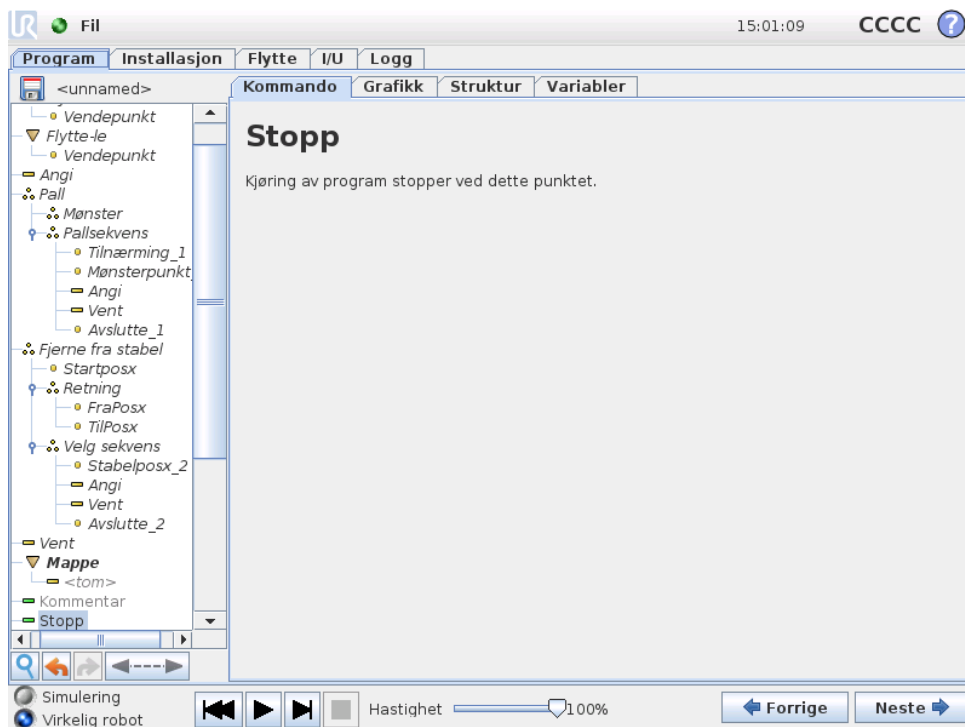 UR Fil 15:01:09 CCCC ?
Program Installasjon Flytte I/U Logg
<unnamed>
Kommando Grafikk Struktur Variabler
Vendepunkt
Flytte-le
Vendepunkt
Angi
Pall
Mønster
Pallsekvens
Tilnærming_1
Mønsterpunkt_
Angi
Vent
Avslutte_1
Fjerne fra stabel
Startposx
Retning
FraPosx
TilPosx
Velg sekvens
Stabelposx_2
Angi
Vent
Avslutte_2
Vent
Mappe
<tom>
Kommentar
Stopp
Stopp
Kjøring av program stopper ved dette punktet.
Simulering
Virkelig robot
Hastighet 100%
Forrige Neste